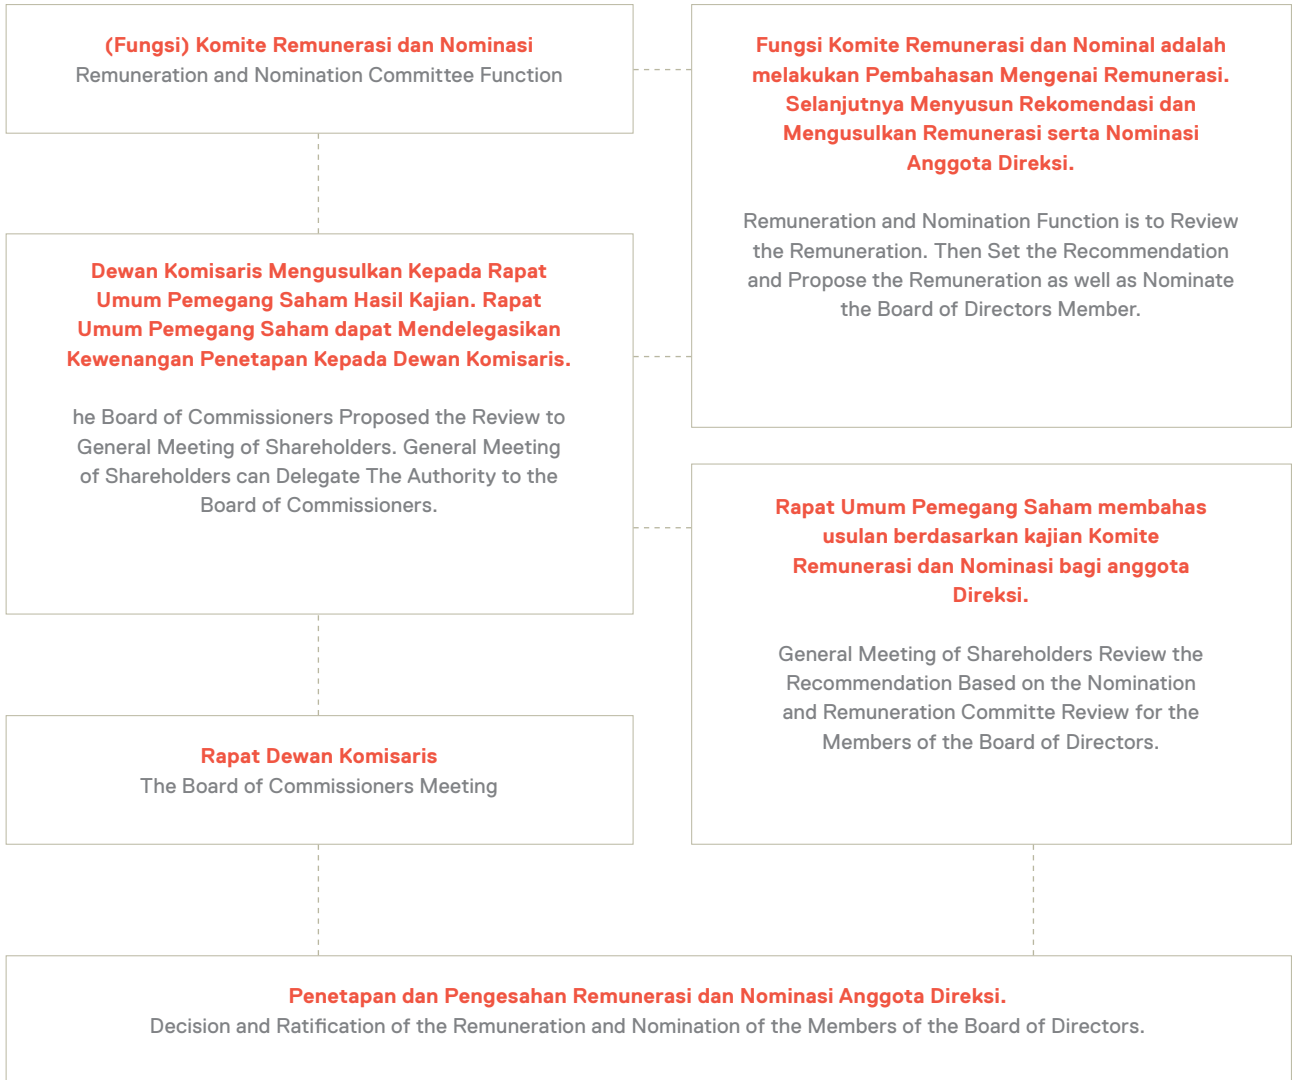 (Fungsi) Komite Remunerasi dan Nominasi
Remuneration and Nomination Committee Function
Fungsi Komite Remunerasi dan Nominal adalah
melakukan Pembahasan Mengenai Remunerasi.
Selanjutnya Menyusun Rekomendasi dan
Mengusulkan Remunerasi serta Nominasi
Anggota Direksi.
Remuneration and Nomination Function is to Review
the Remuneration. Then Set the Recommendation
and Propose the Remuneration as well as Nominate
the Board of Directors Member.
Dewan Komisaris Mengusulkan Kepada Rapat
Umum Pemegang Saham Hasil Kajian. Rapat
Umum Pemegang Saham dapat Mendelegasikan
Kewenangan Penetapan Kepada Dewan Komisaris.
he Board of Commissioners Proposed the Review to
General Meeting of Shareholders. General Meeting
of Shareholders can Delegate The Authority to the
Board of Commissioners.
Rapat Umum Pemegang Saham membahas
usulan berdasarkan kajian Komite
Remunerasi dan Nominasi bagi anggota
Direksi.
General Meeting of Shareholders Review the
Recommendation Based on the Nomination
and Remuneration Committe Review for the
Members of the Board of Directors.
Rapat Dewan Komisaris
The Board of Commissioners Meeting
Penetapan dan Pengesahan Remunerasi dan Nominasi Anggota Direksi.
Decision and Ratification of the Remuneration and Nomination of the Members of the Board of Directors.